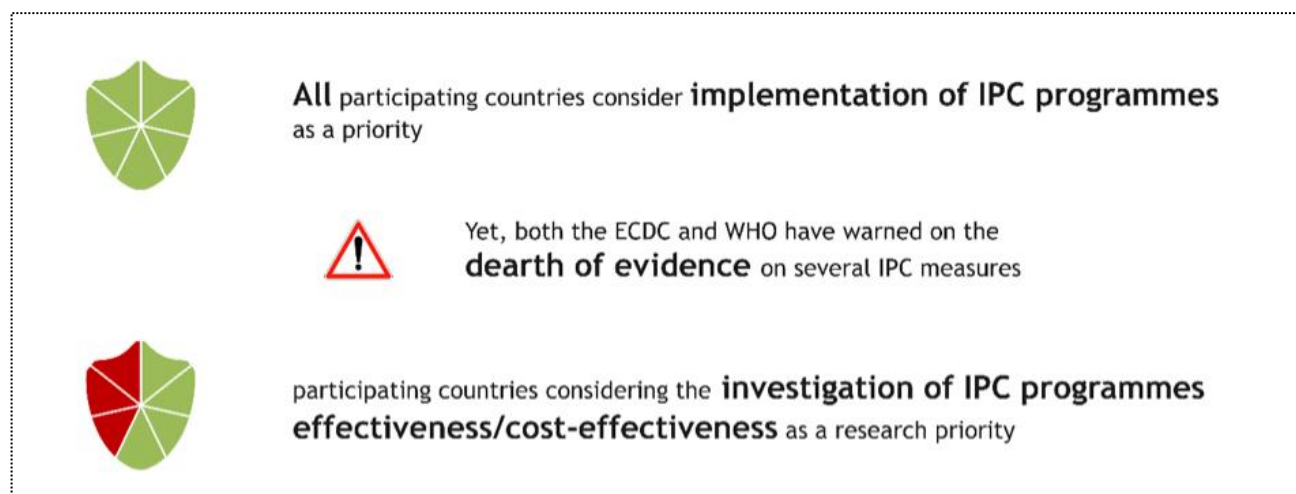 All participating countries consider implementation of IPC programmes
as a priority
Yet, both the ECDC and WHO have warned on the
dearth of evidence on several IPC measures
participating countries considering the investigation of IPC programmes
effectiveness/cost-effectiveness as a research priority